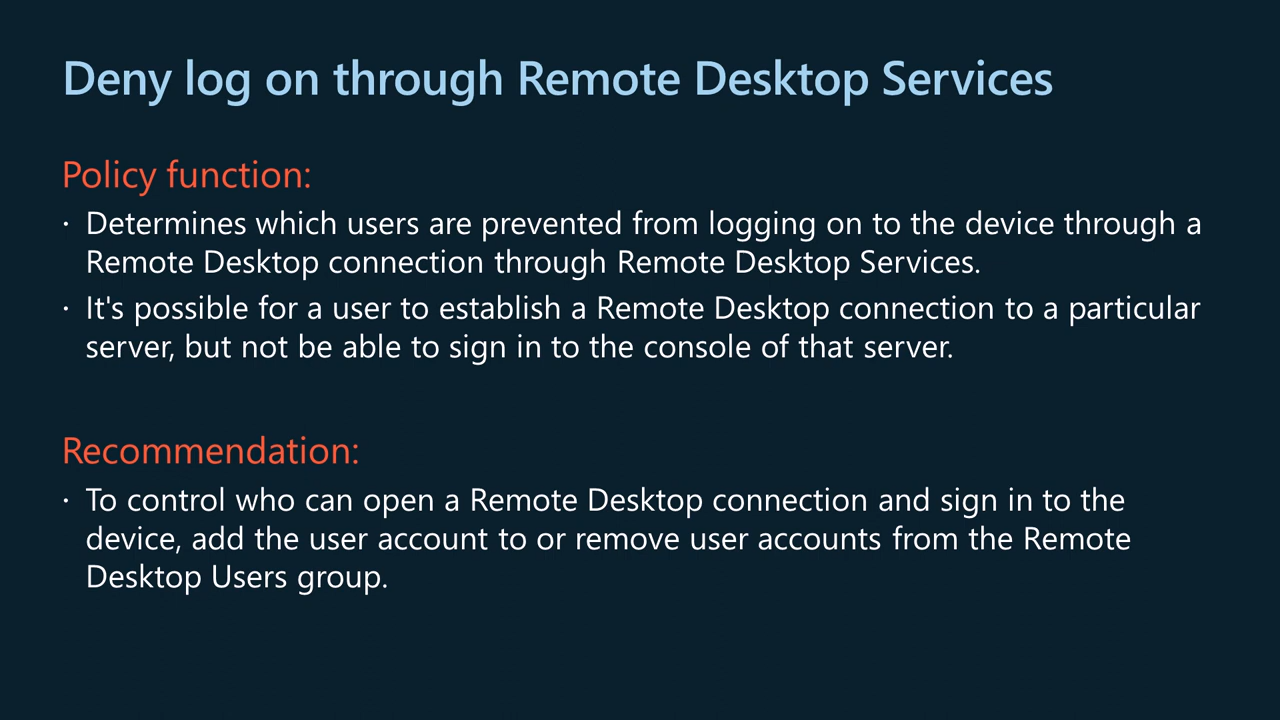 Deny log on through Remote Desktop Services
Policy function:
· Determines which users are prevented from logging on to the device through a
Remote Desktop connection through Remote Desktop Services.
· It's possible for a user to establish a Remote Desktop connection to a particular
server, but not be able to sign in to the console of that server.
Recommendation:
· To control who can open a Remote Desktop connection and sign in to the
device, add the user account to or remove user accounts from the Remote
Desktop Users group.